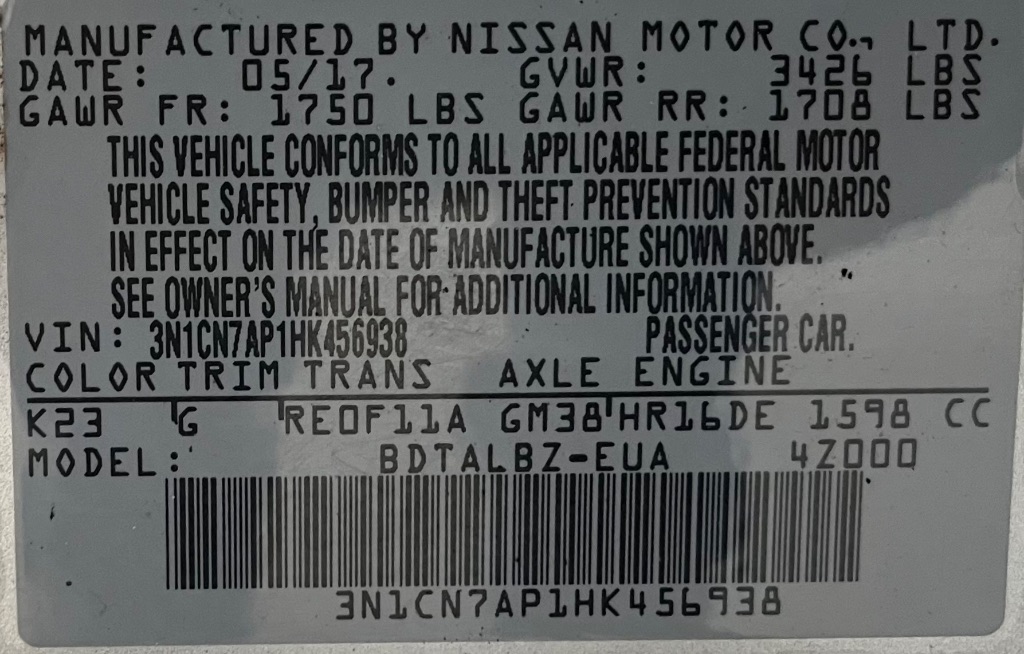 MANUFACTURED BY NISSAN MOTOR CO., LTD.
DATE: 05/17. GVWR: 3426 LBS
GAWR FR: 1750 LBS GAWR RR: 1708 LBS
THIS VEHICLE CONFORMS TO ALL APPLICABLE FEDERAL MOTOR
VEHICLE SAFETY, BUMPER AND THEFT PREVENTION STANDARDS
IN EFFECT ON THE DATE OF MANUFACTURE SHOWN ABOVE.
SEE OWNER'S MANUAL FOR ADDITIONAL INFORMATION.
VIN: 3N1CN7AP1HK456938 PASSENGER CAR.
COLOR TRIM TRANS AXLE ENGINE
K23 G RE0F11A GM38 HR16DE 1598 CC
MODEL: BDTALBZ-EUA 4Z000
3N1CN7AP1HK456938